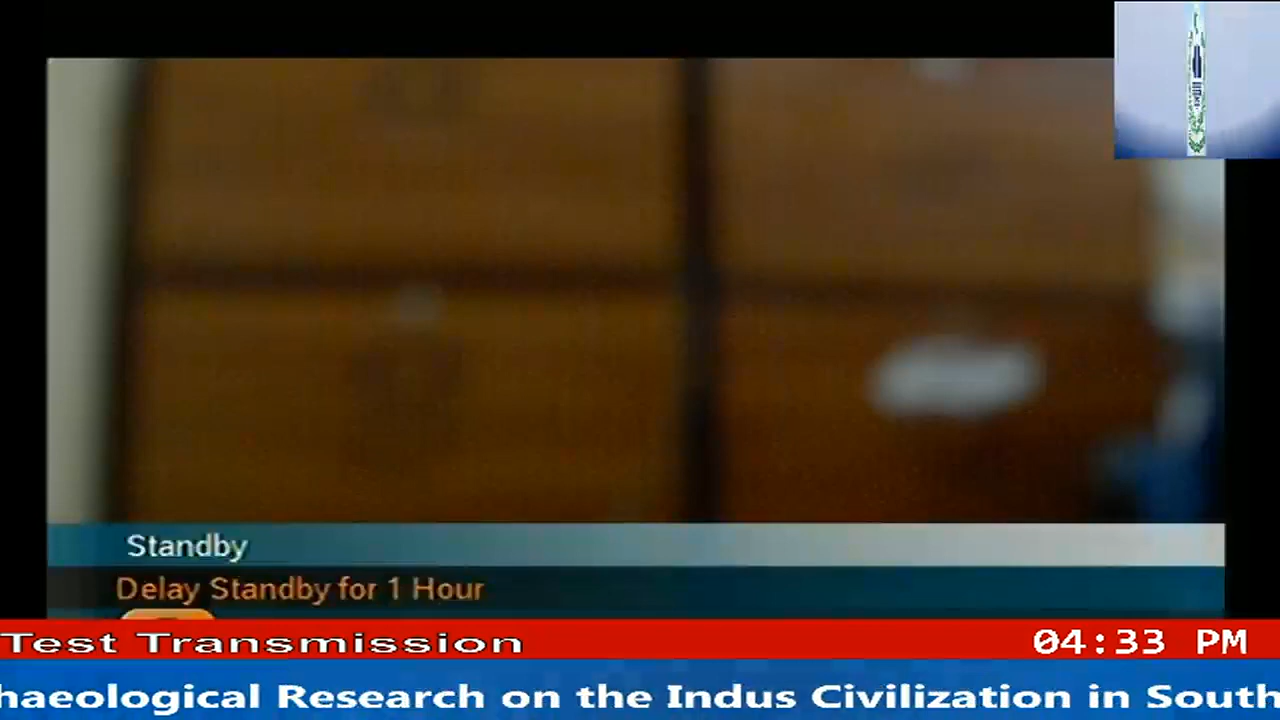 Standby
Delay Standby for 1 Hour
Test Transmission
04:33 PM
haeological Research on the Indus Civilization in South